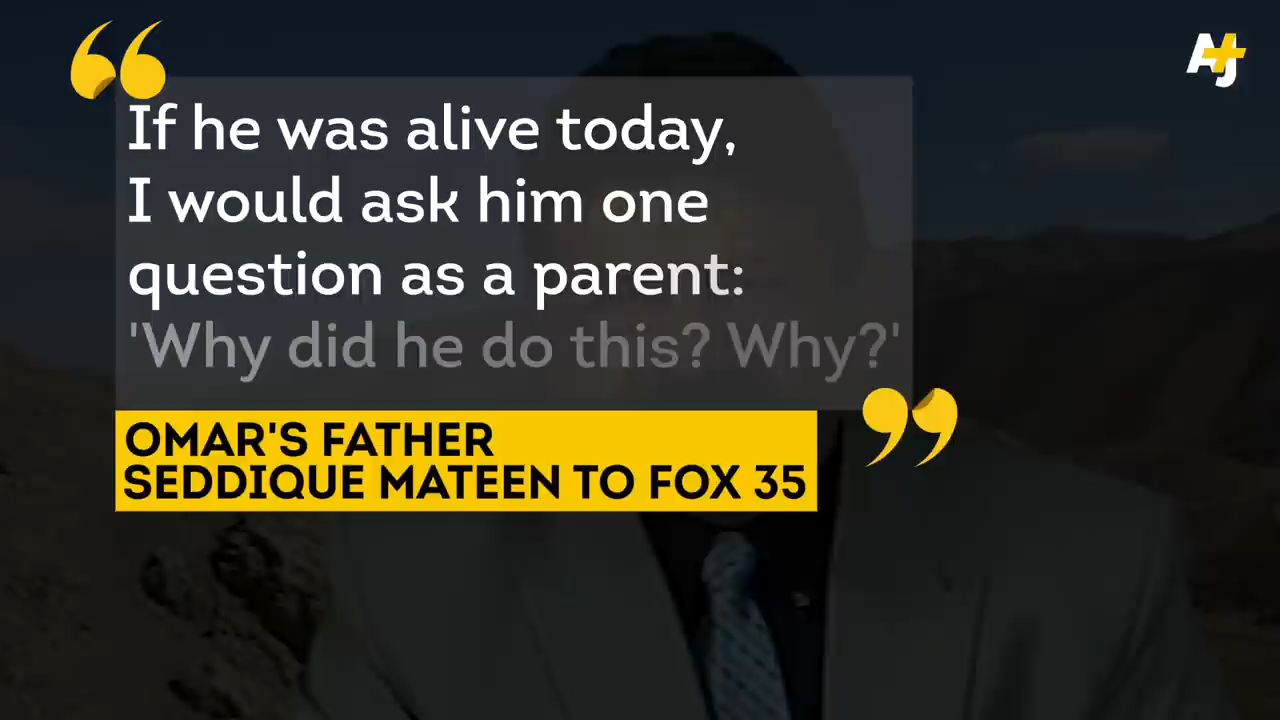 If he was alive today,
I would ask him one
question as a parent:
'Why did he do this? Why?'
OMAR'S FATHER
SEDDIQUE MATEEN TO FOX 35
AJ+